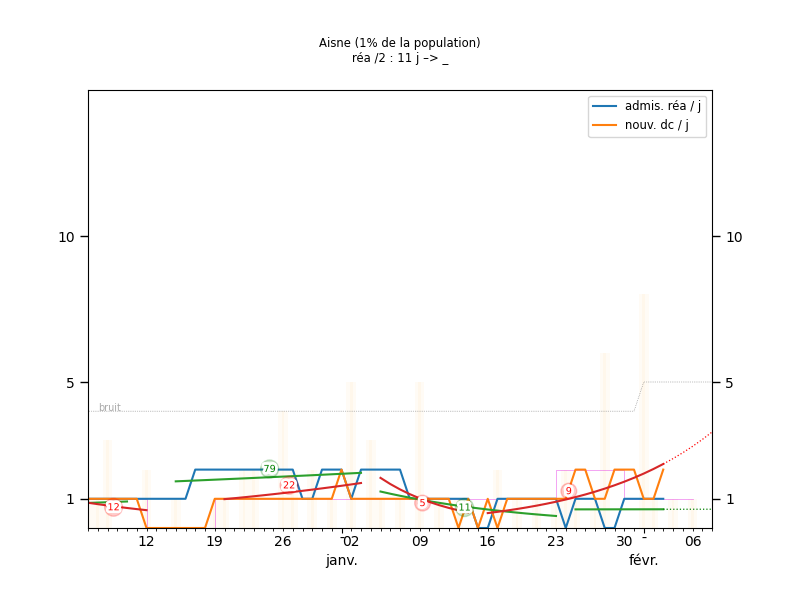 Aisne (1% de la population)
réa /2 : 11 j –> _
admis. réa / j
nouv. dc / j
10 10
5 5
bruit
79
22
12
5
11
9
1 1
12 19 26 02 09 16 23 30 06
janv. févr.